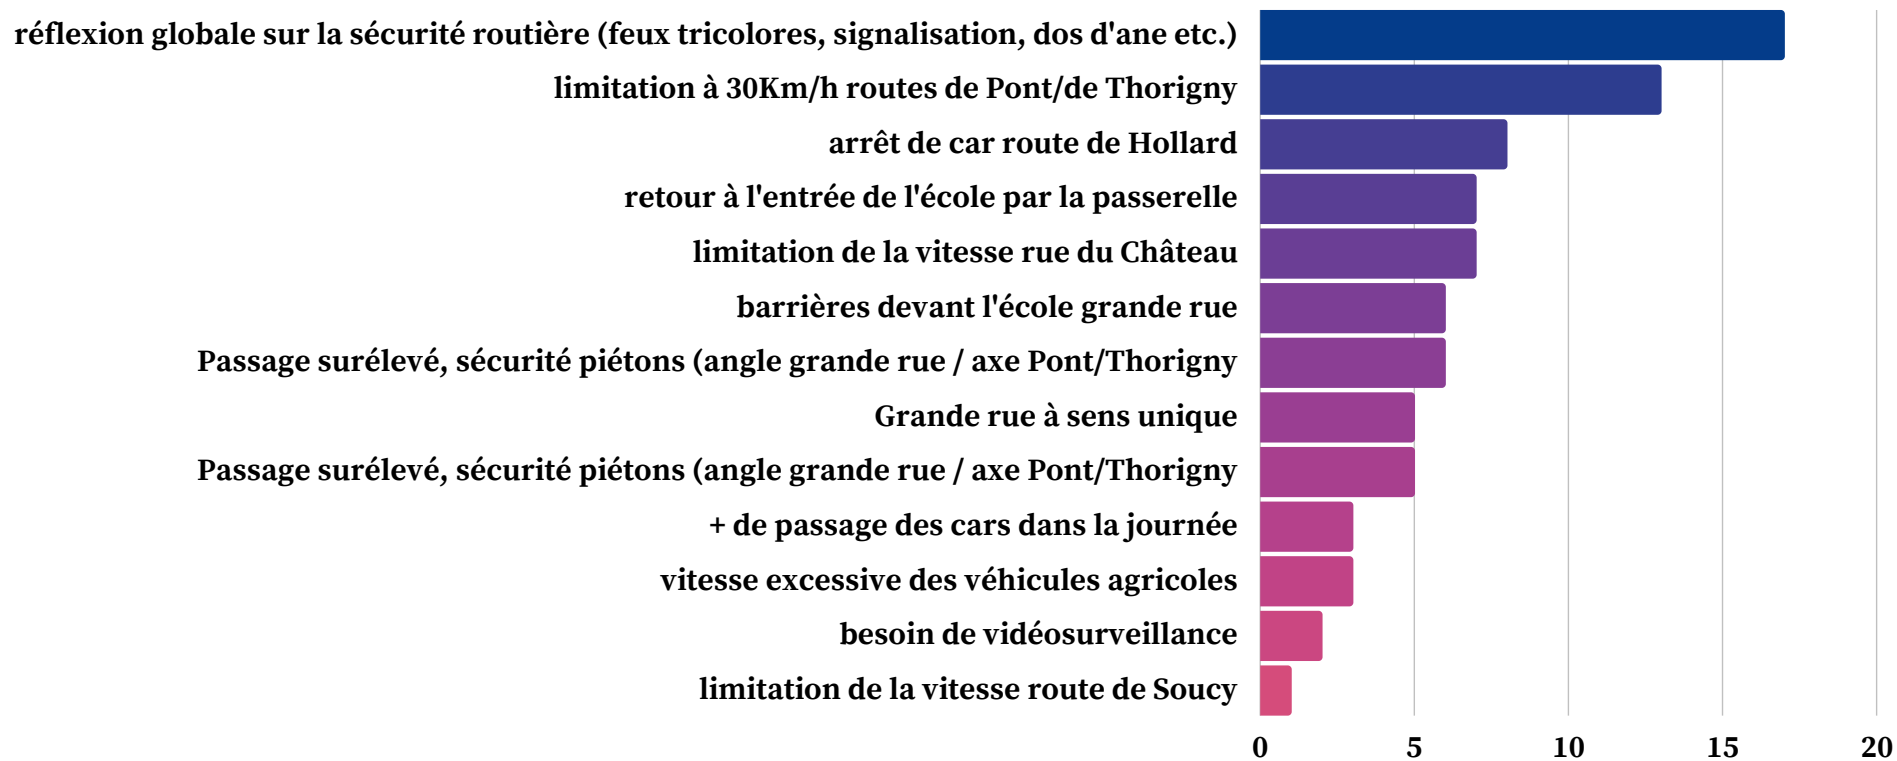 réflexion globale sur la sécurité routière (feux tricolores, signalisation, dos d'ane etc.)
limitation à 30Km/h routes de Pont/de Thorigny
arrêt de car route de Hollard
retour à l'entrée de l'école par la passerelle
limitation de la vitesse rue du Château
barrières devant l'école grande rue
Passage surélevé, sécurité piétons (angle grande rue / axe Pont/Thorigny
Grande rue à sens unique
Passage surélevé, sécurité piétons (angle grande rue / axe Pont/Thorigny
+ de passage des cars dans la journée
vitesse excessive des véhicules agricoles
besoin de vidéosurveillance
limitation de la vitesse route de Soucy
0 5 10 15 20